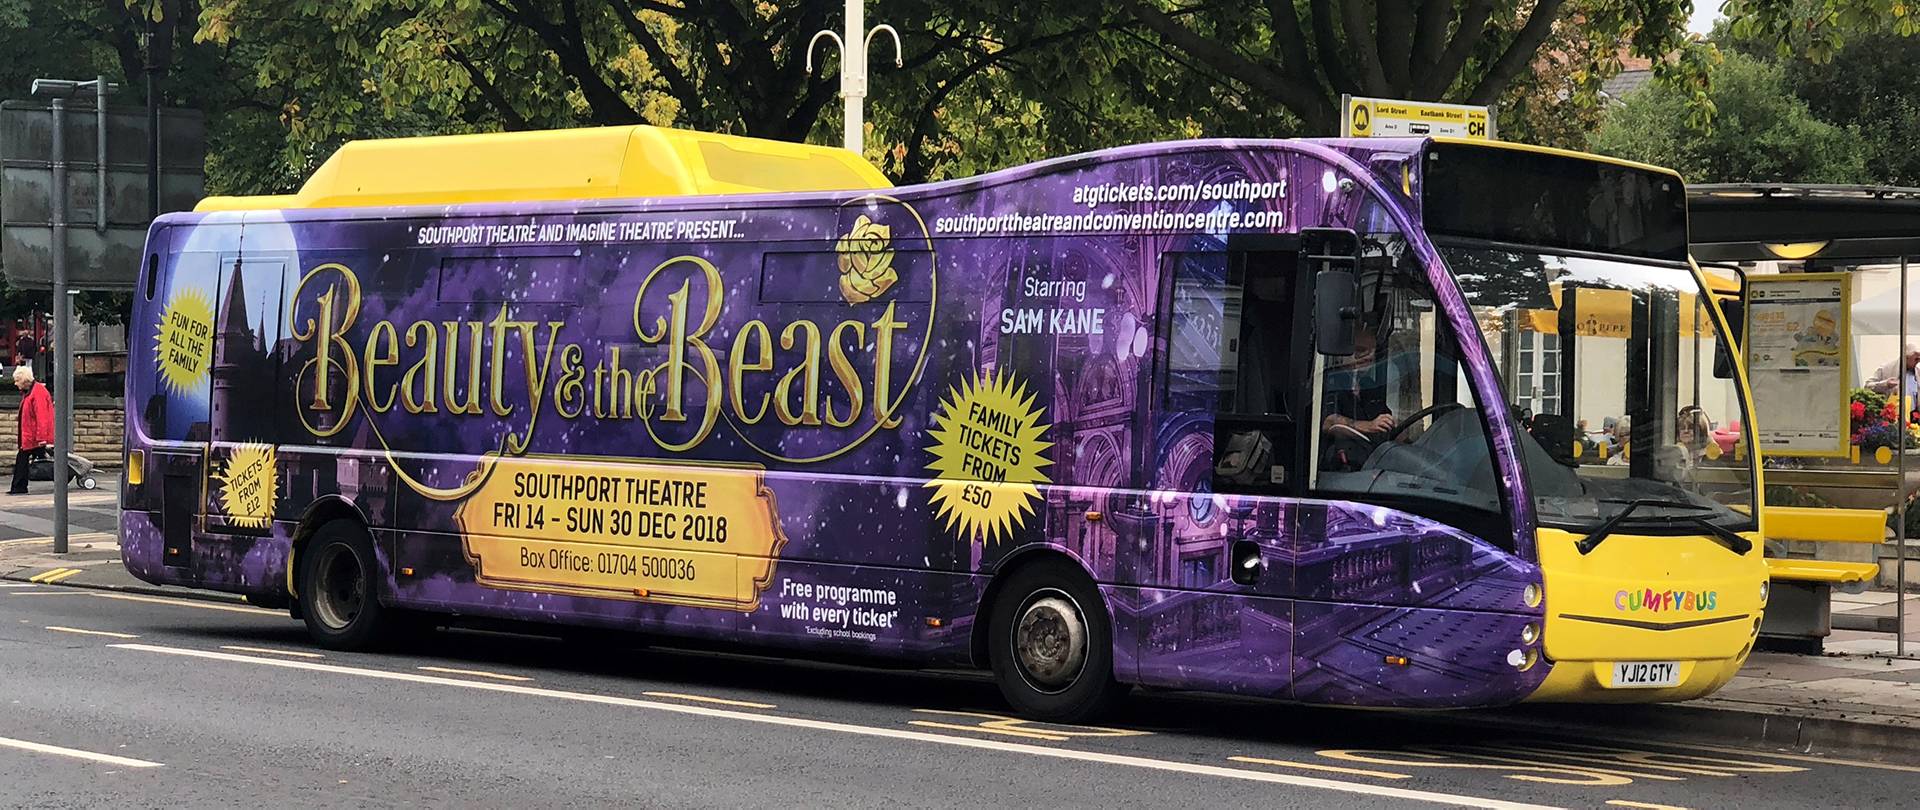 Lord Street Eastbank Street Bus Stop
CH
atgtickets.com/southport
southporttheatreandconventioncentre.com
SOUTHPORT THEATRE AND IMAGINE THEATRE PRESENT...
Beauty & the Beast
Starring
SAM KANE
FUN FOR
ALL THE
FAMILY
TICKETS
FROM
£12
FAMILY
TICKETS
FROM
£50
SOUTHPORT THEATRE
FRI 14 - SUN 30 DEC 2018
Box Office: 01704 500036
Free programme
with every ticket*
*Excluding school bookings
CUMFYBUS
YJ12 GTY